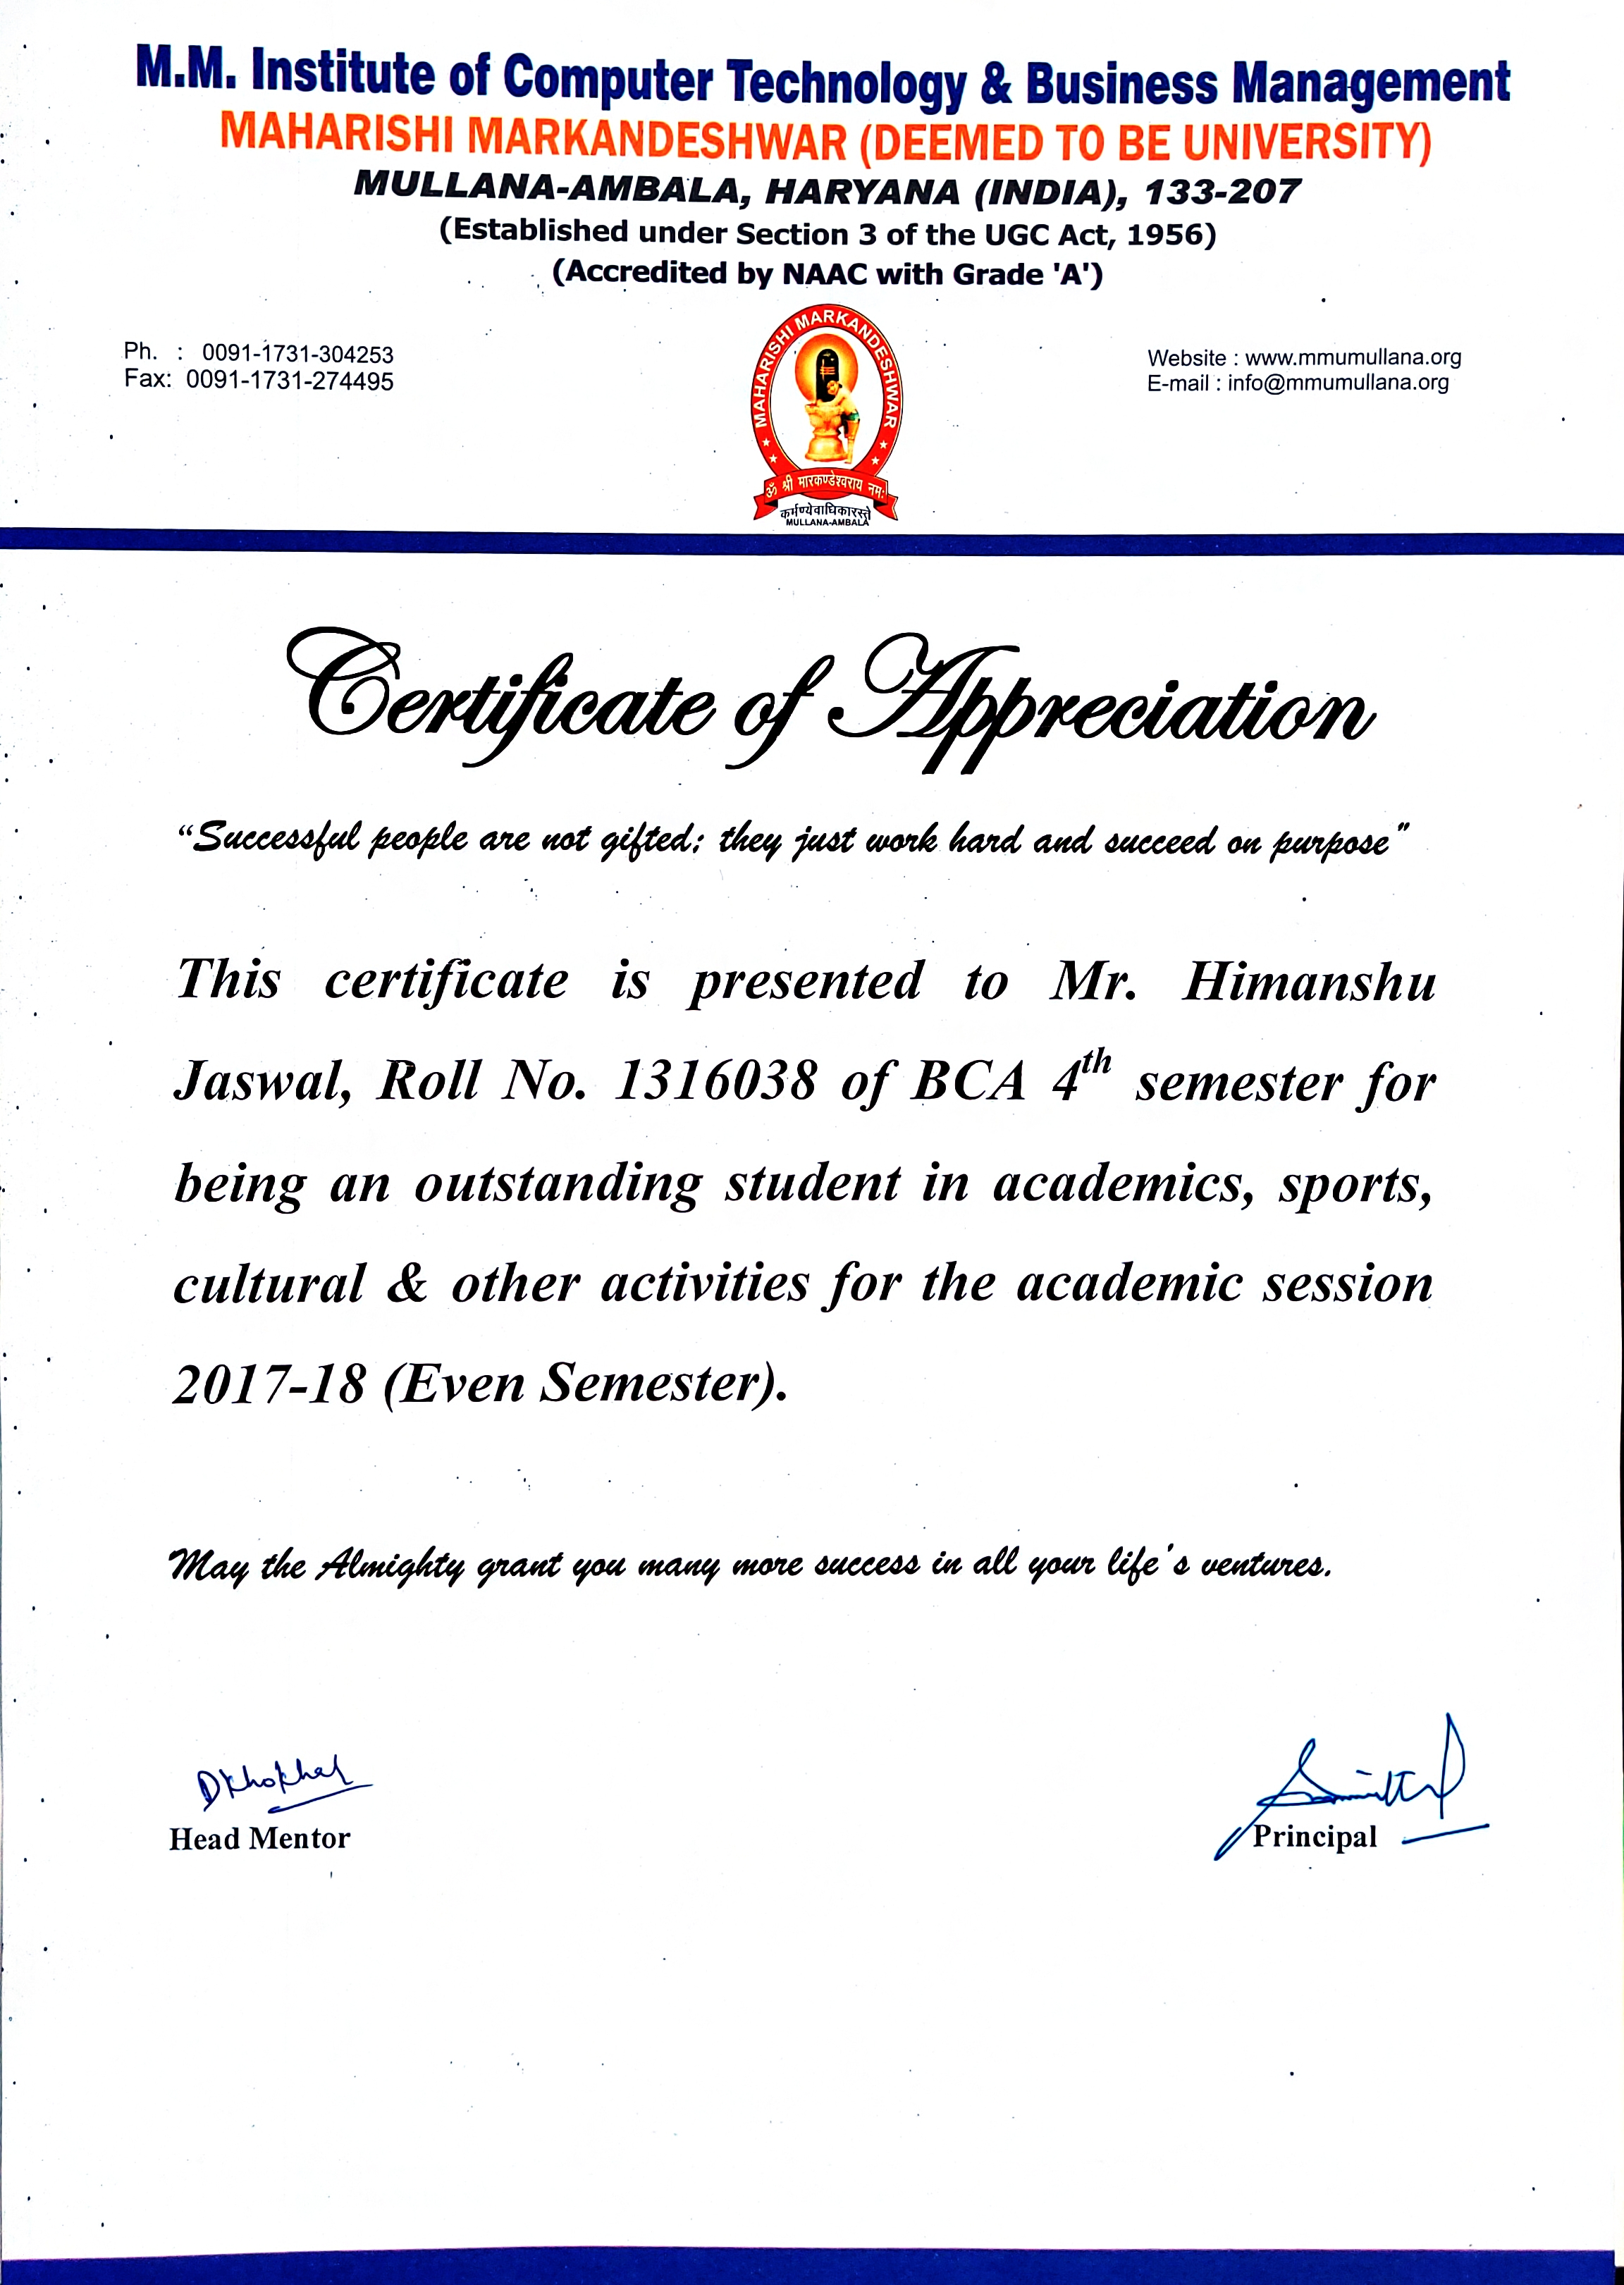 M.M. Institute of Computer Technology & Business Management
MAHARISHI MARKANDESHWAR (DEEMED TO BE UNIVERSITY)
MULLANA-AMBALA, HARYANA (INDIA), 133-207
(Established under Section 3 of the UGC Act, 1956)
(Accredited by NAAC with Grade 'A')
Ph. : 0091-1731-304253
Fax: 0091-1731-274495
MAHARISHI MARKANDESHWAR
ॐ श्री मारकण्डेश्वराय नमः
कर्मण्येवाधिकारस्ते
MULLANA-AMBALA
Website : www.mmumullana.org
E-mail : info@mmumullana.org
Certificate of Appreciation
“Successful people are not gifted; they just work hard and succeed on purpose”
This certificate is presented to Mr. Himanshu
Jaswal, Roll No. 1316038 of BCA 4th semester for
being an outstanding student in academics, sports,
cultural & other activities for the academic session
2017-18 (Even Semester).
May the Almighty grant you many more success in all your life's ventures.
DKhokhar
Head Mentor
Principal